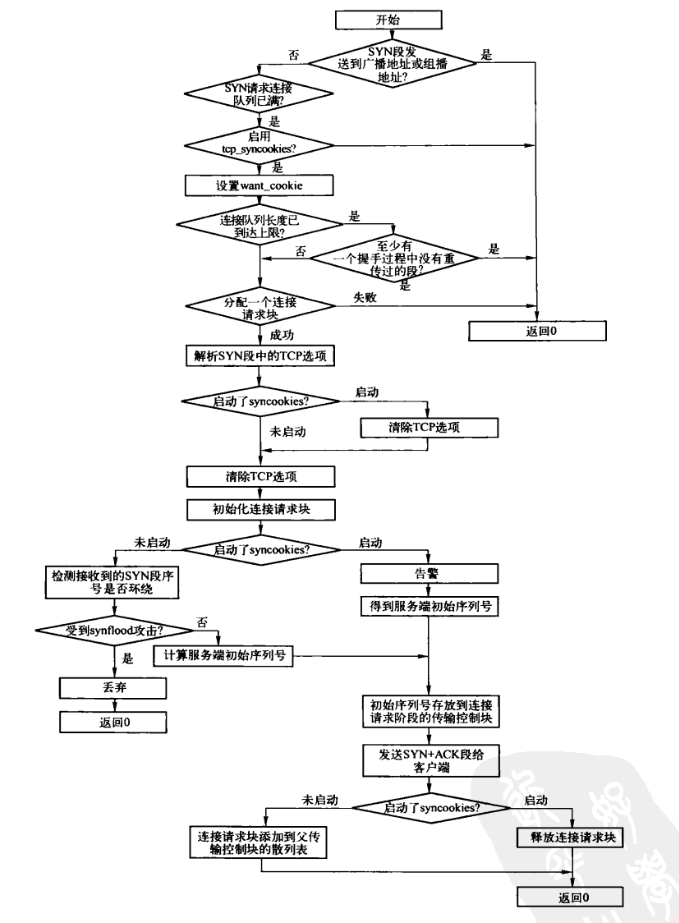 开始
SYN段发
送到广播地址或组播
地址?
否
是
SYN请求连接
队列已满?
是
启用
tcp_syncookies?
是
设置want_cookie
连接队列长度已
到达上限?
是
至少有
一个握手过程中没有重
传过的段?
否
是
是
分配一个连接
请求块
失败
返回0
成功
解析SYN段中的TCP选项
启动了syncookies?
启动
清除TCP选项
未启动
清除TCP选项
初始化连接请求块
未启动
启动了syncookies?
启动
检测接收到的SYN段序
号是否环绕
告警
得到服务端初始序列号
受到synflood攻击?
否
计算服务端初始序列号
是
丢弃
返回0
初始序列号存放到连接
请求阶段的传输控制块
发送SYN+ACK段给
客户端
未启动
启动了syncookies?
启动
连接请求块添加到父传
输控制块的散列表
释放连接请求块
返回0